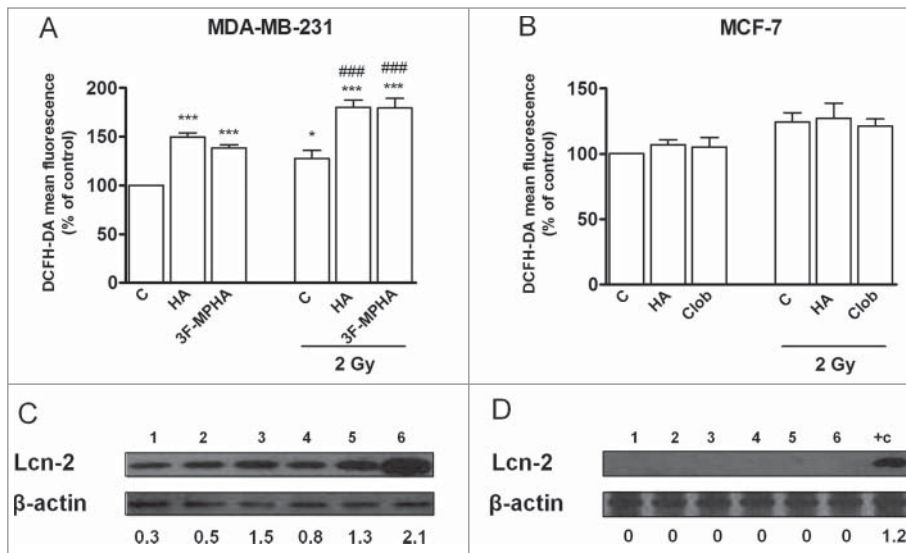 A
MDA-MB-231
DCFH-DA mean fluorescence
(% of control)
200
150
100
50
0
***
***
*
###
***
###
***
C
HA
3F-MPHA
C
HA
3F-MPHA
2 Gy
B
MCF-7
DCFH-DA mean fluorescence
(% of control)
150
100
50
0
C
HA
Clob
C
HA
Clob
2 Gy
C
1 2 3 4 5 6
Lcn-2
β-actin
0.3 0.5 1.5 0.8 1.3 2.1
D
1 2 3 4 5 6 +c
Lcn-2
β-actin
0 0 0 0 0 0 1.2